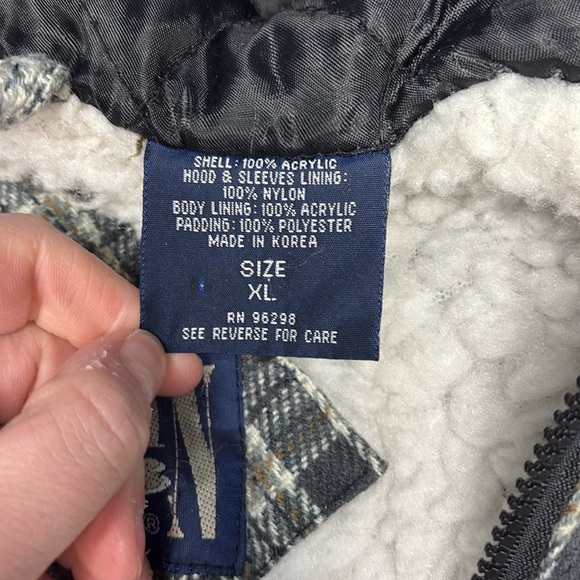 SHELL: 100% ACRYLIC
HOOD & SLEEVES LINING:
100% NYLON
BODY LINING: 100% ACRYLIC
PADDING: 100% POLYESTER
MADE IN KOREA
SIZE
XL
RN 96298
SEE REVERSE FOR CARE
N
®